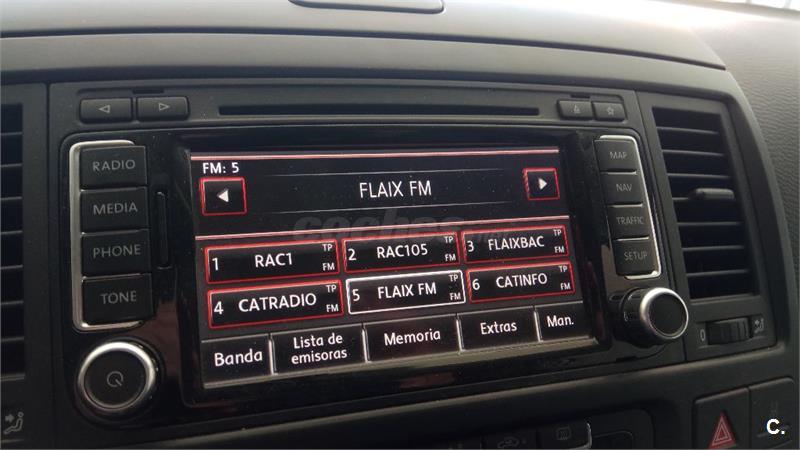 RADIO
MEDIA
PHONE
TONE
FM: 5
FLAIX FM
1 RAC1 TP FM
2 RAC105 TP FM
3 FLAIXBAC TP FM
4 CATRADIO TP FM
5 FLAIX FM TP FM
6 CATINFO TP FM
Banda
Lista de
emisoras
Memoria
Extras
Man.
MAP
NAV
TRAFFIC
SETUP
0
C.